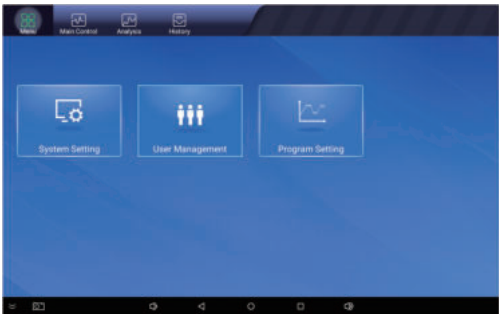 Menu Main Control Analysis History
System Setting User Management Program Setting